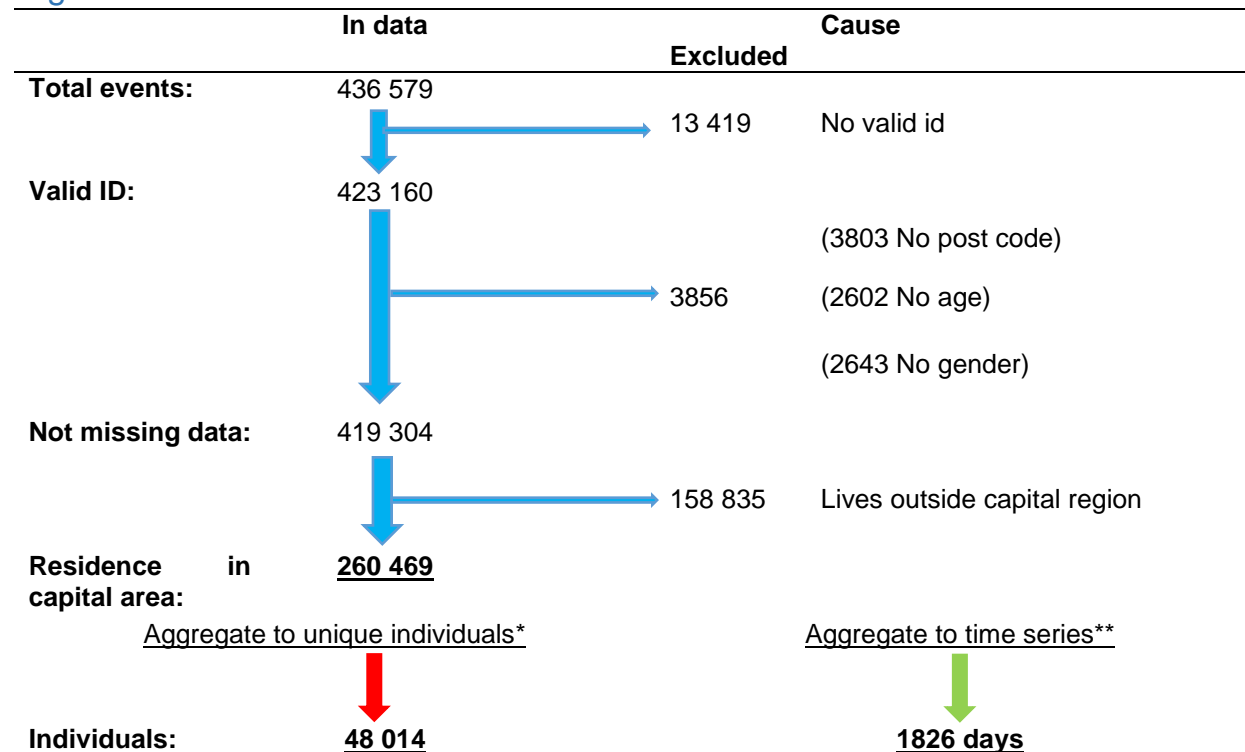 In data Cause
Excluded
Total events: 436 579
13 419 No valid id
Valid ID: 423 160
(3803 No post code)
3856 (2602 No age)
(2643 No gender)
Not missing data: 419 304
158 835 Lives outside capital region
Residence in 260 469
capital area:
Aggregate to unique individuals* Aggregate to time series**
Individuals: 48 014 1826 days